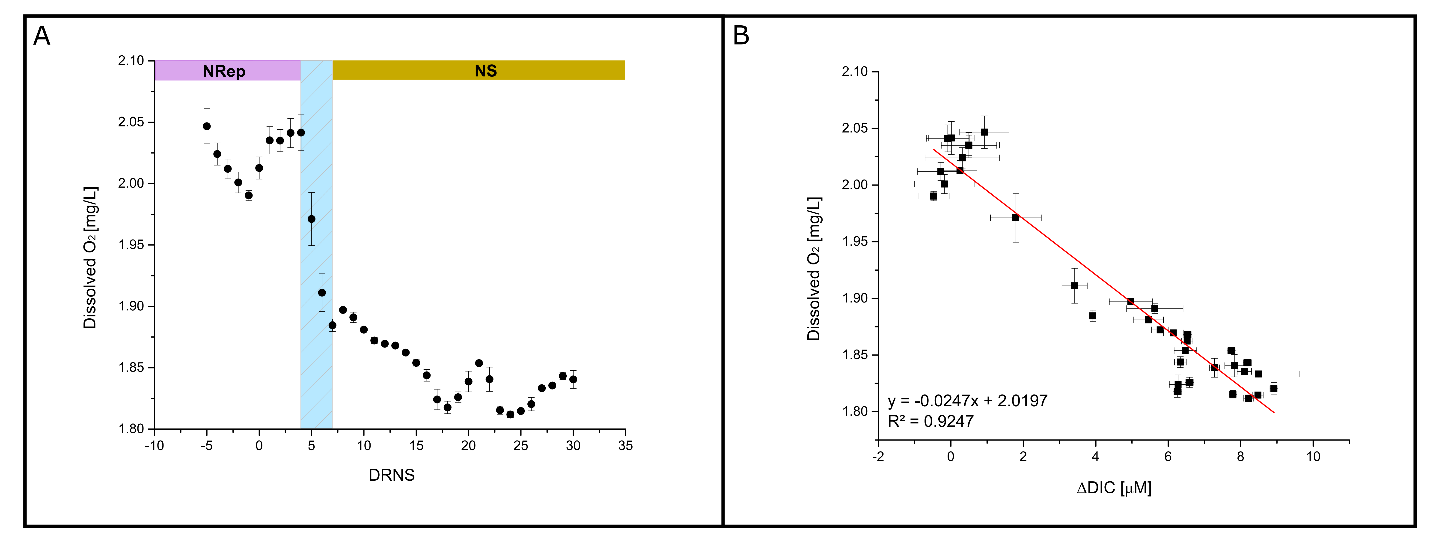 A
NRep
NS
2.10
2.05
2.00
1.95
1.90
1.85
1.80
Dissolved O₂ [mg/L]
-10 -5 0 5 10 15 20 25 30 35
DRNS
B
2.10
2.05
2.00
1.95
1.90
1.85
1.80
Dissolved O₂ [mg/L]
y = -0.0247x + 2.0197
R² = 0.9247
-2 0 2 4 6 8 10
ΔDIC [μM]